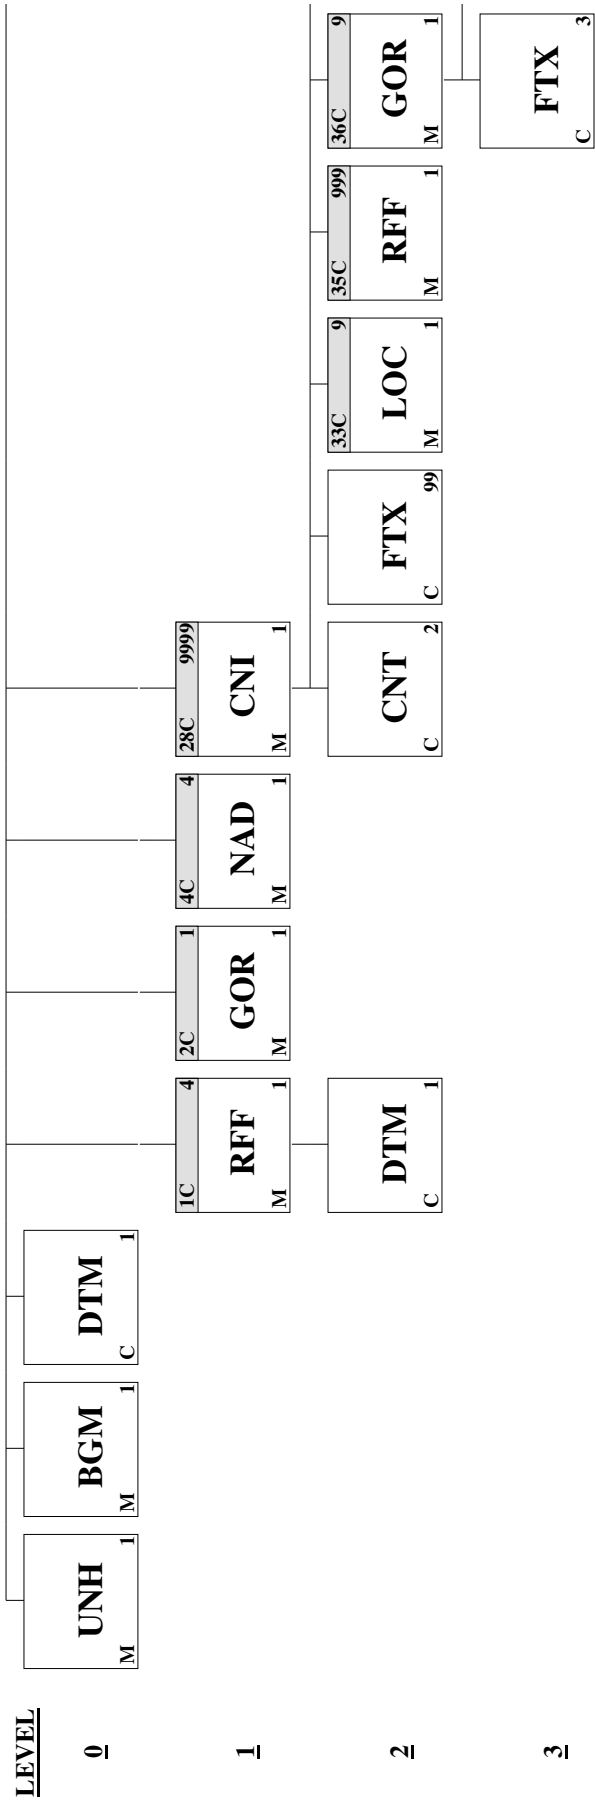 LEVEL
0
UNH
M 1
BGM
M 1
DTM
C 1
1
1C 4
RFF
M 1
2C 1
GOR
M 1
4C 4
NAD
M 1
28C 9999
CNI
M 1
2
DTM
C 1
CNT
C 2
FTX
C 99
33C 9
LOC
M 1
35C 999
RFF
M 1
36C 9
GOR
M 1
3
FTX
C 3